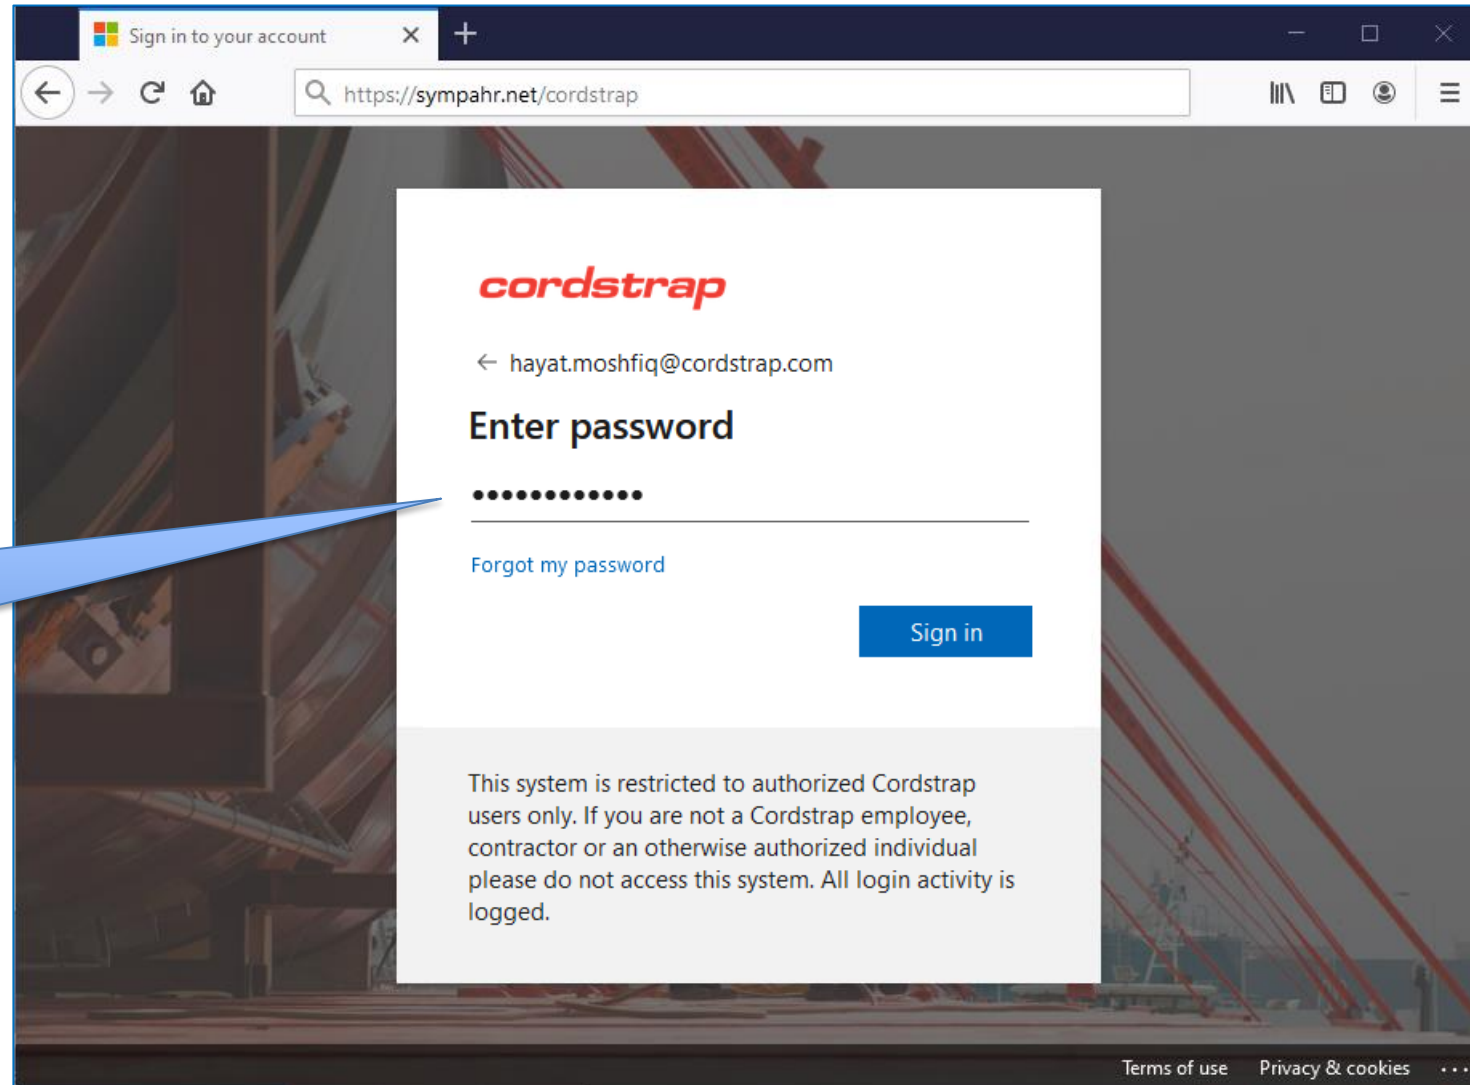 Sign in to your account
https://sympahr.net/cordstrap
cordstrap
← hayat.moshfiq@cordstrap.com
Enter password
••••••••••••
Forgot my password
Sign in
This system is restricted to authorized Cordstrap
users only. If you are not a Cordstrap employee,
contractor or an otherwise authorized individual
please do not access this system. All login activity is
logged.
Terms of use Privacy & cookies ...